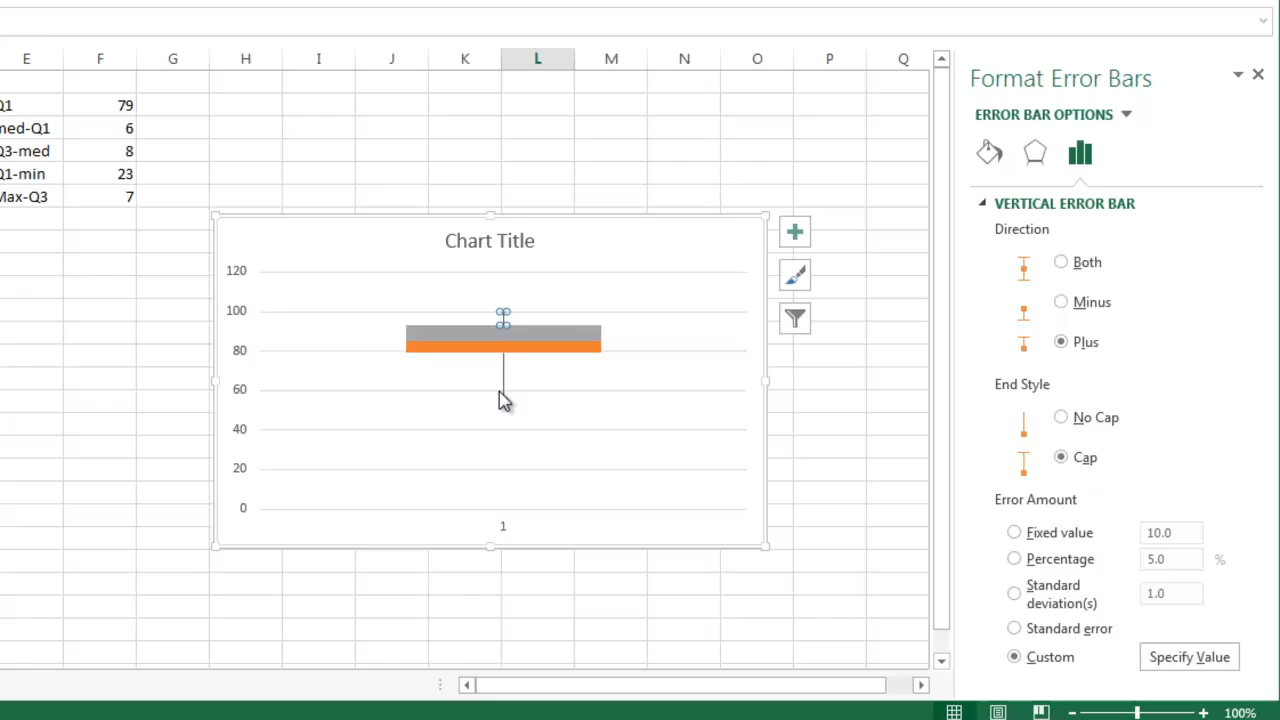 E F G H I J K L M N O P Q
Q1 79
med-Q1 6
Q3-med 8
Q1-min 23
Max-Q3 7
Chart Title
120
100
80
60
40
20
0
1
Format Error Bars
ERROR BAR OPTIONS
VERTICAL ERROR BAR
Direction
Both
Minus
Plus
End Style
No Cap
Cap
Error Amount
Fixed value 10.0
Percentage 5.0 %
Standard
deviation(s) 1.0
Standard error
Custom Specify Value
100%